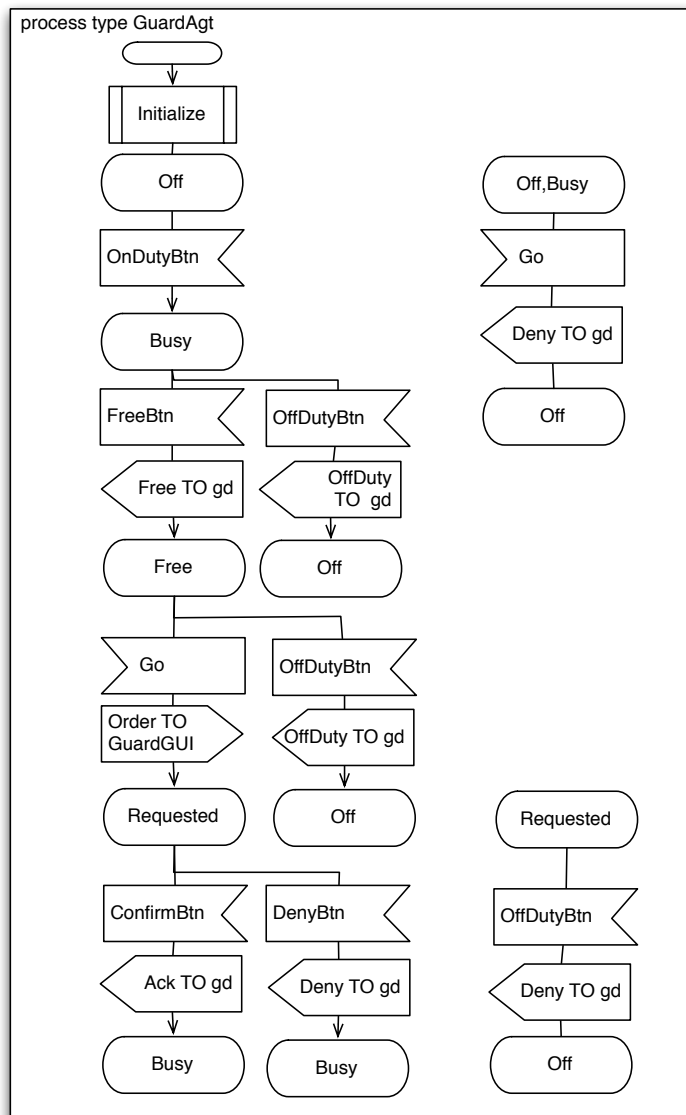 process type GuardAgt
Initialize
Off
OnDutyBtn
Busy
FreeBtn
OffDutyBtn
Free TO gd
OffDuty
TO gd
Free
Off
Go
OffDutyBtn
Order TO
GuardGUI
OffDuty TO gd
Requested
Off
ConfirmBtn
DenyBtn
Ack TO gd
Deny TO gd
Busy
Busy
Off,Busy
Go
Deny TO gd
Off
Requested
OffDutyBtn
Deny TO gd
Off